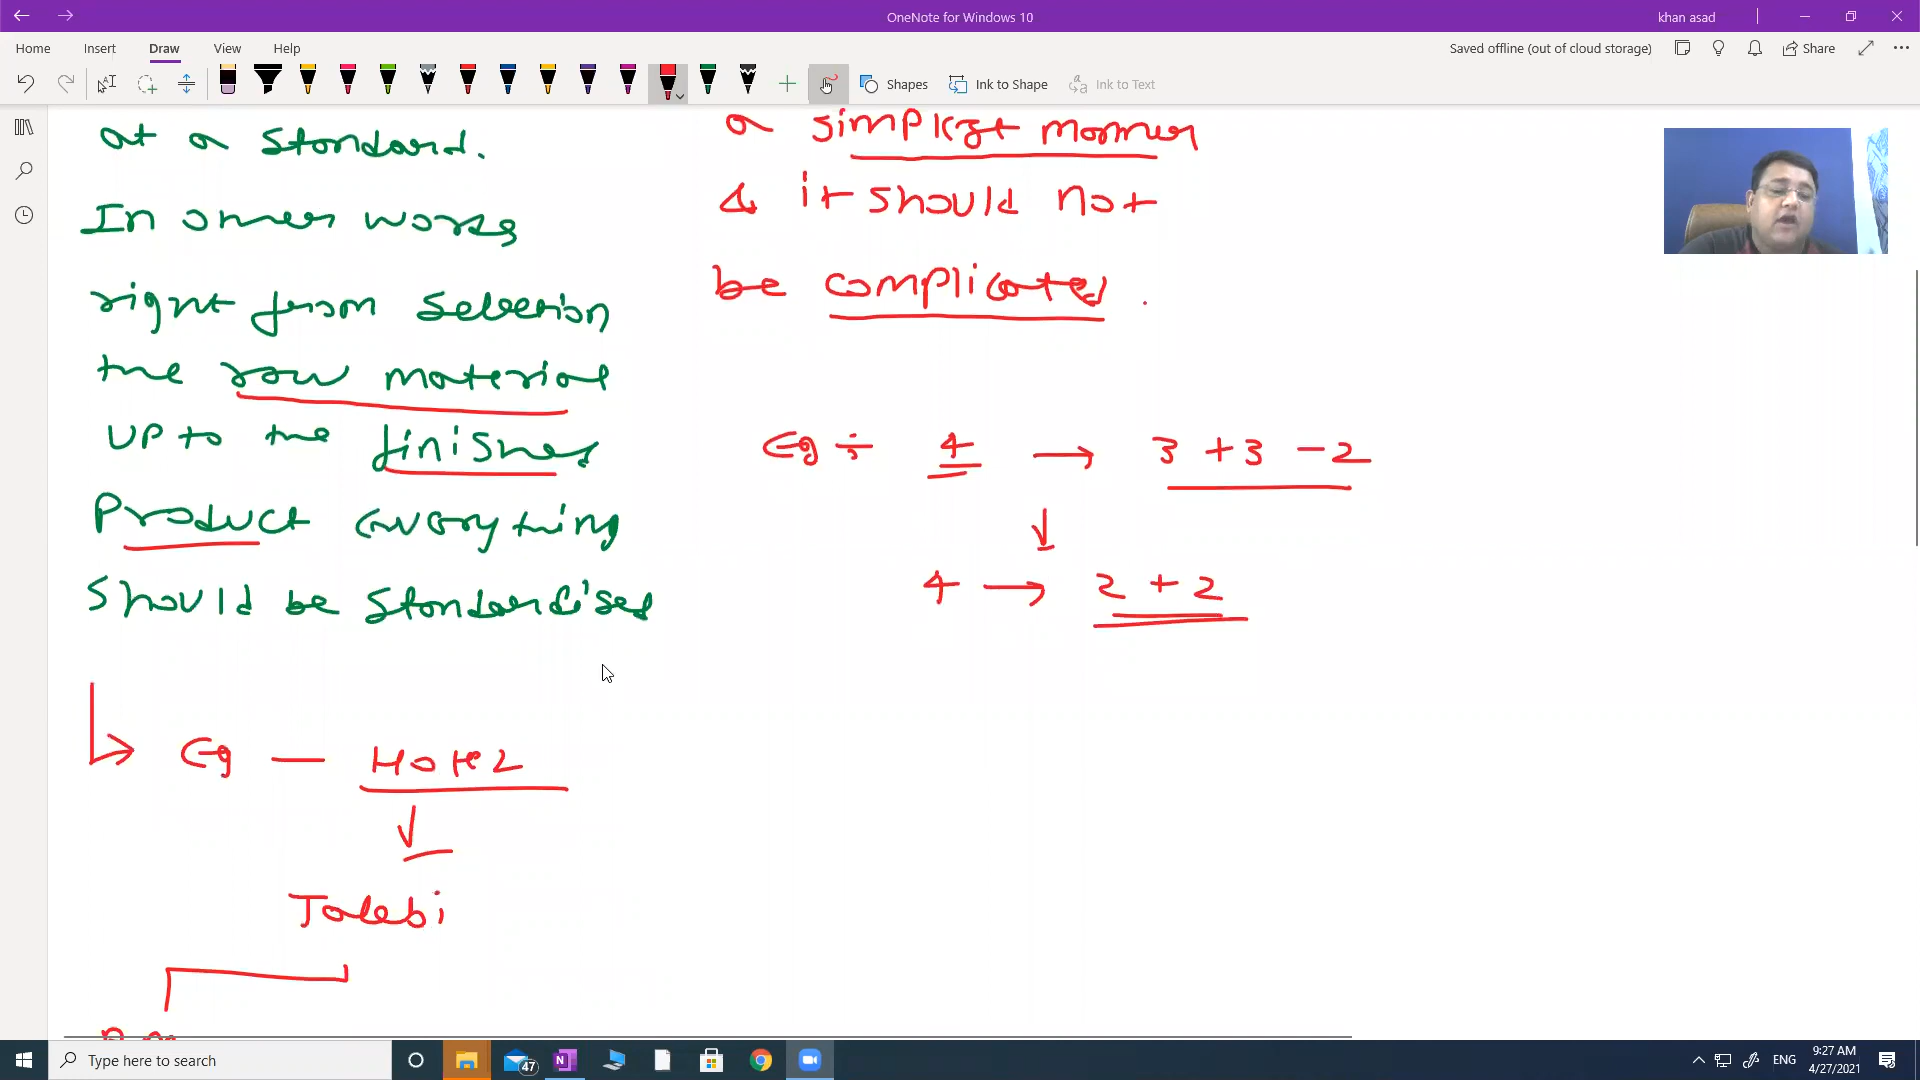 OneNote for Windows 10
khan asad
Home Insert Draw View Help
Saved offline (out of cloud storage)
Share
Shapes
Ink to Shape
Ink to Text
at a standard.
In other words
right from selection
the raw material
up to the finished
Product everything
should be standardised
Eg — Hotel
Jalebi
a simplest manner
& it should not
be complicated.
Eg ÷ 4 → 3 + 3 - 2
4 → 2 + 2
Type here to search
47
ENG
9:27 AM
4/27/2021